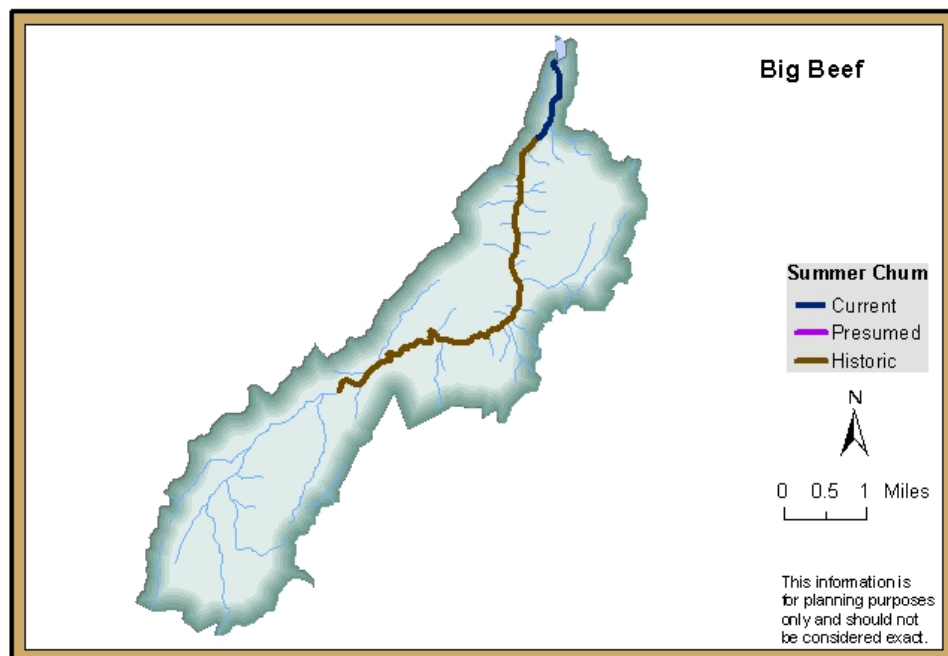 Big Beef
Summer Chum
Current
Presumed
Historic
N
0 0.5 1 Miles
This information is
for planning purposes
only and should not
be considered exact.